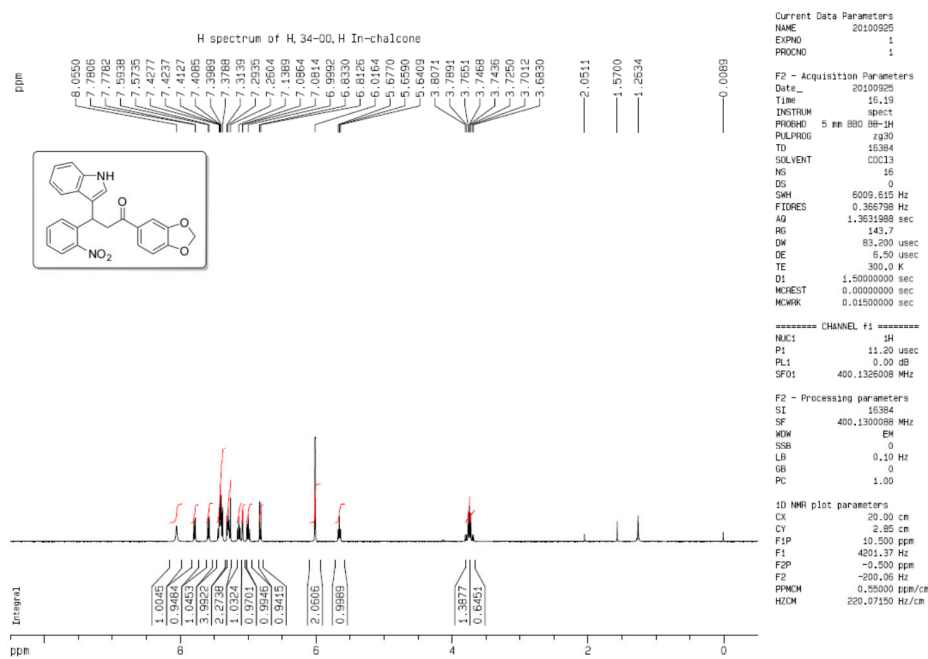 H spectrum of H, 34-OO, H In-chalcone
ppm
8.0550
7.7806
7.7782
7.5938
7.5735
7.4277
7.4237
7.4127
7.4085
7.3989
7.3788
7.3139
7.2935
7.2604
7.1389
7.0864
7.0814
6.9992
6.8330
6.8126
6.0164
5.6770
5.6590
5.6409
3.8071
3.7891
3.7651
3.7468
3.7436
3.7250
3.7012
3.6830
2.0511
1.5700
1.2634
0.0089
NH
O
O
O
NO2
Integral
1.0045
0.9484
1.0453
3.9922
2.2738
1.0324
0.9701
0.9946
0.9415
2.0606
0.9989
1.3877
0.6451
ppm 8 6 4 2 0
Current Data Parameters
NAME 20100925
EXPNO 1
PROCNO 1
F2 - Acquisition Parameters
Date_ 20100925
Time 16.19
INSTRUM spect
PROBHD 5 mm BBO BB-1H
PULPROG zg30
TD 16384
SOLVENT CDCl3
NS 16
DS 0
SWH 6009.615 Hz
FIDRES 0.366798 Hz
AQ 1.3631988 sec
RG 143.7
DW 83.200 usec
DE 6.50 usec
TE 300.0 K
D1 1.50000000 sec
MCREST 0.00000000 sec
MCWRK 0.01500000 sec
======== CHANNEL f1 ========
NUC1 1H
P1 11.20 usec
PL1 0.00 dB
SFO1 400.1326008 MHz
F2 - Processing parameters
SI 16384
SF 400.1300088 MHz
WDW EM
SSB 0
LB 0.10 Hz
GB 0
PC 1.00
1D NMR plot parameters
CX 20.00 cm
CY 2.85 cm
F1P 10.500 ppm
F1 4201.37 Hz
F2P -0.500 ppm
F2 -200.06 Hz
PPMCM 0.55000 ppm/cm
HZCM 220.07150 Hz/cm